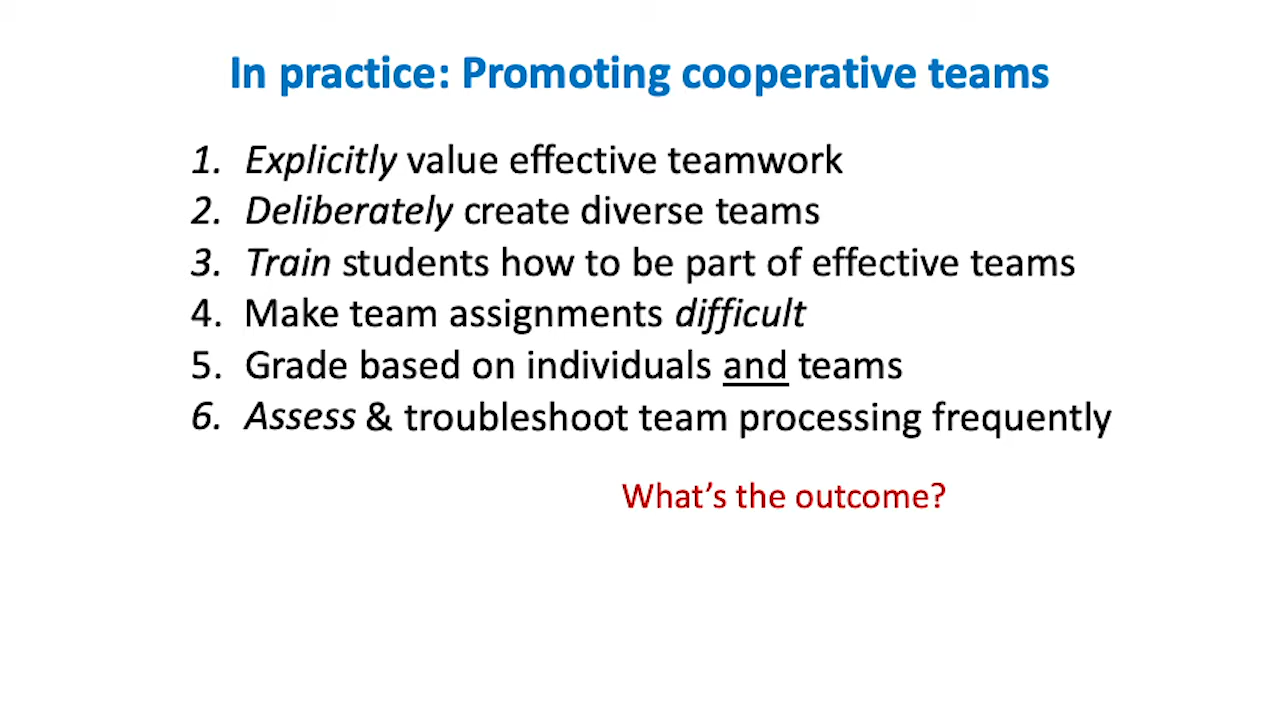 In practice: Promoting cooperative teams
1. Explicitly value effective teamwork
2. Deliberately create diverse teams
3. Train students how to be part of effective teams
4. Make team assignments difficult
5. Grade based on individuals and teams
6. Assess & troubleshoot team processing frequently
What’s the outcome?